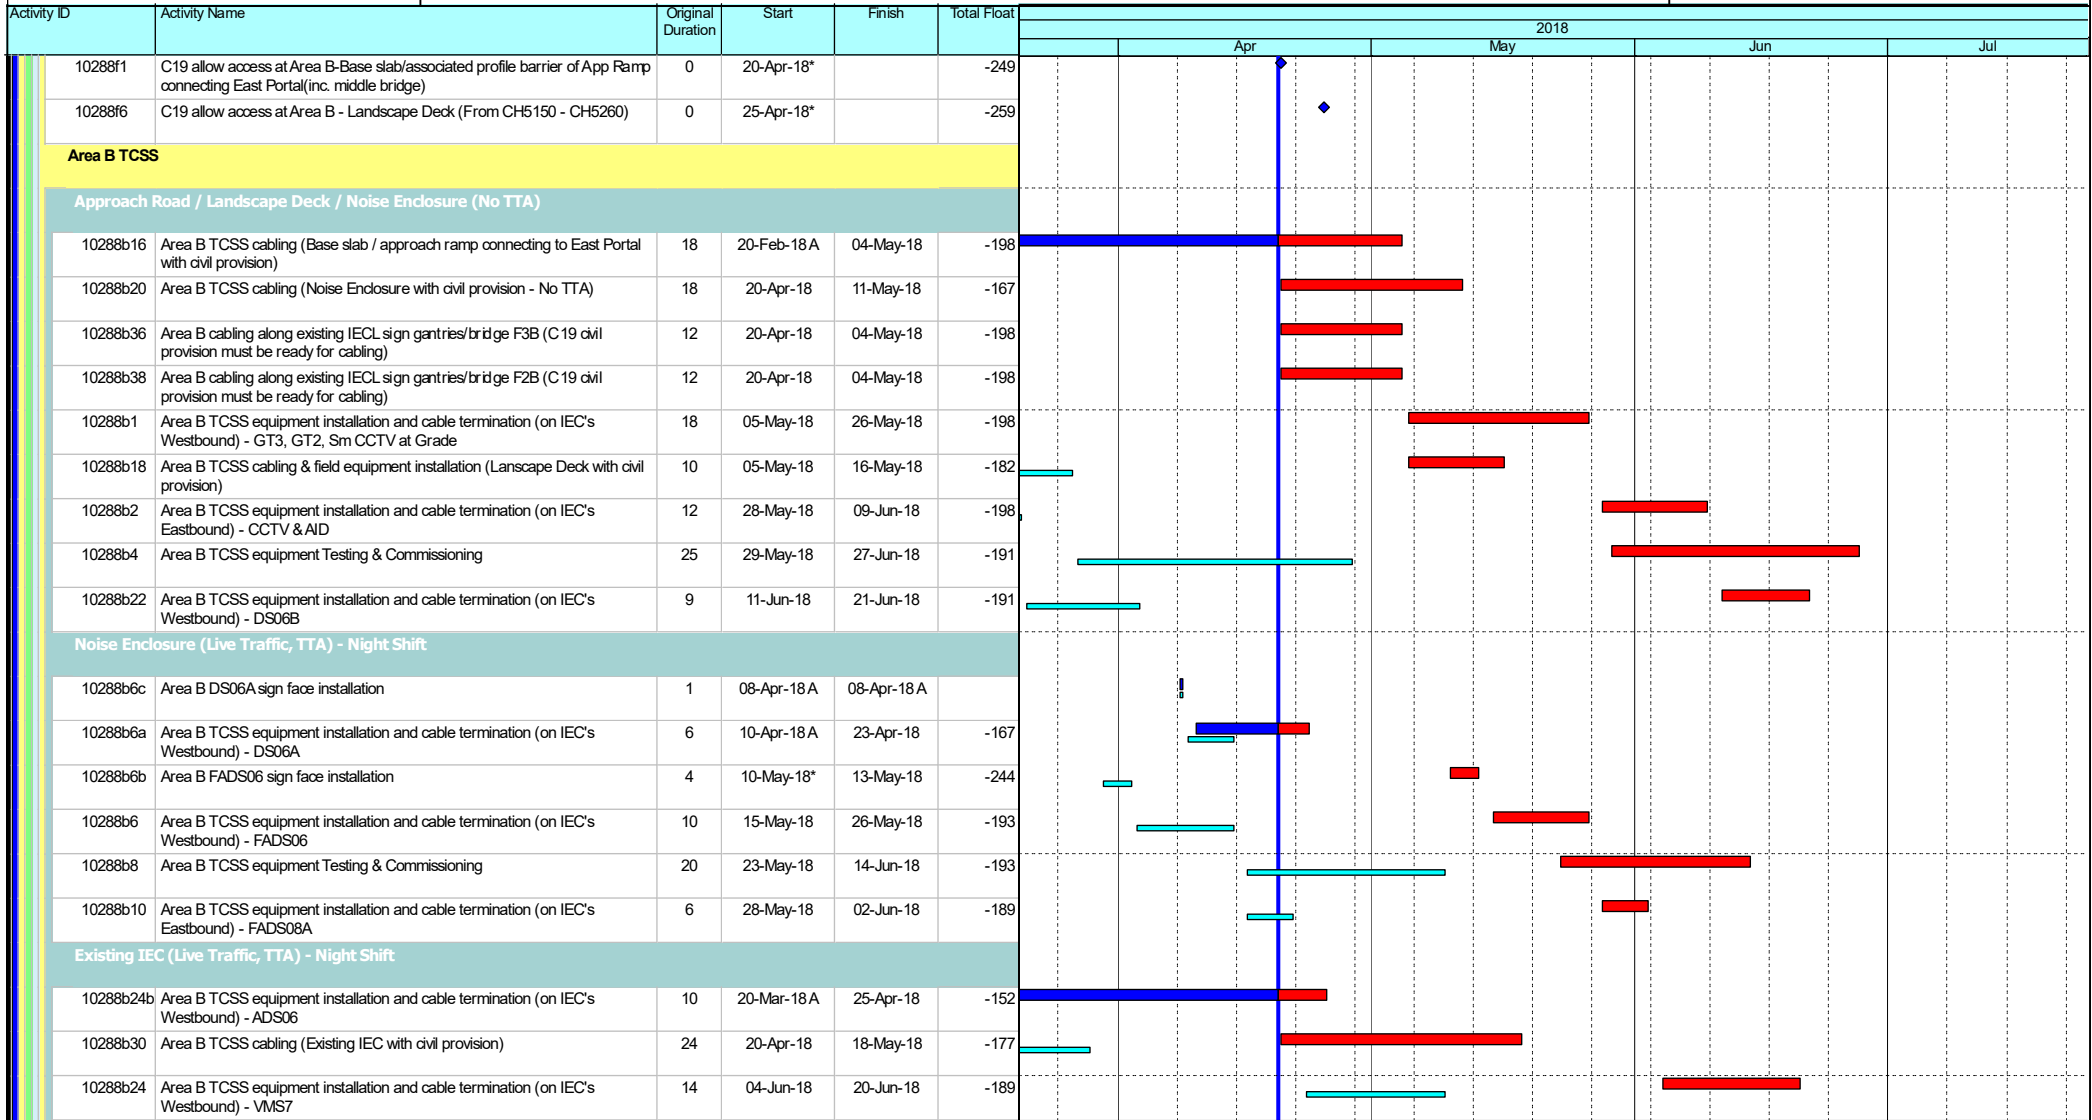 Activity ID Activity Name Original Start Finish Total Float
Duration
2018
Apr May Jun Jul
10288f1 C19 allow access at Area B-Base slab/associated profile barrier of App Ramp 0 20-Apr-18* -249
connecting East Portal(inc. middle bridge)
10288f6 C19 allow access at Area B - Landscape Deck (From CH5150 - CH5260) 0 25-Apr-18* -259
Area B TCSS
Approach Road / Landscape Deck / Noise Enclosure (No TTA)
10288b16 Area B TCSS cabling (Base slab / approach ramp connecting to East Portal 18 20-Feb-18 A 04-May-18 -198
with civil provision)
10288b20 Area B TCSS cabling (Noise Enclosure with civil provision - No TTA) 18 20-Apr-18 11-May-18 -167
10288b36 Area B cabling along existing IECL sign gantries/bridge F3B (C19 civil 12 20-Apr-18 04-May-18 -198
provision must be ready for cabling)
10288b38 Area B cabling along existing IECL sign gantries/bridge F2B (C19 civil 12 20-Apr-18 04-May-18 -198
provision must be ready for cabling)
10288b1 Area B TCSS equipment installation and cable termination (on IEC's 18 05-May-18 26-May-18 -198
Westbound) - GT3, GT2, Sm CCTV at Grade
10288b18 Area B TCSS cabling & field equipment installation (Lanscape Deck with civil 10 05-May-18 16-May-18 -182
provision)
10288b2 Area B TCSS equipment installation and cable termination (on IEC's 12 28-May-18 09-Jun-18 -198
Eastbound) - CCTV & AID
10288b4 Area B TCSS equipment Testing & Commissioning 25 29-May-18 27-Jun-18 -191
10288b22 Area B TCSS equipment installation and cable termination (on IEC's 9 11-Jun-18 21-Jun-18 -191
Westbound) - DS06B
Noise Enclosure (Live Traffic, TTA) - Night Shift
10288b6c Area B DS06A sign face installation 1 08-Apr-18 A 08-Apr-18 A
10288b6a Area B TCSS equipment installation and cable termination (on IEC's 6 10-Apr-18 A 23-Apr-18 -167
Westbound) - DS06A
10288b6b Area B FADS06 sign face installation 4 10-May-18* 13-May-18 -244
10288b6 Area B TCSS equipment installation and cable termination (on IEC's 10 15-May-18 26-May-18 -193
Westbound) - FADS06
10288b8 Area B TCSS equipment Testing & Commissioning 20 23-May-18 14-Jun-18 -193
10288b10 Area B TCSS equipment installation and cable termination (on IEC's 6 28-May-18 02-Jun-18 -189
Eastbound) - FADS08A
Existing IEC (Live Traffic, TTA) - Night Shift
10288b24b Area B TCSS equipment installation and cable termination (on IEC's 10 20-Mar-18 A 25-Apr-18 -152
Westbound) - ADS06
10288b30 Area B TCSS cabling (Existing IEC with civil provision) 24 20-Apr-18 18-May-18 -177
10288b24 Area B TCSS equipment installation and cable termination (on IEC's 14 04-Jun-18 20-Jun-18 -189
Westbound) - VMS7